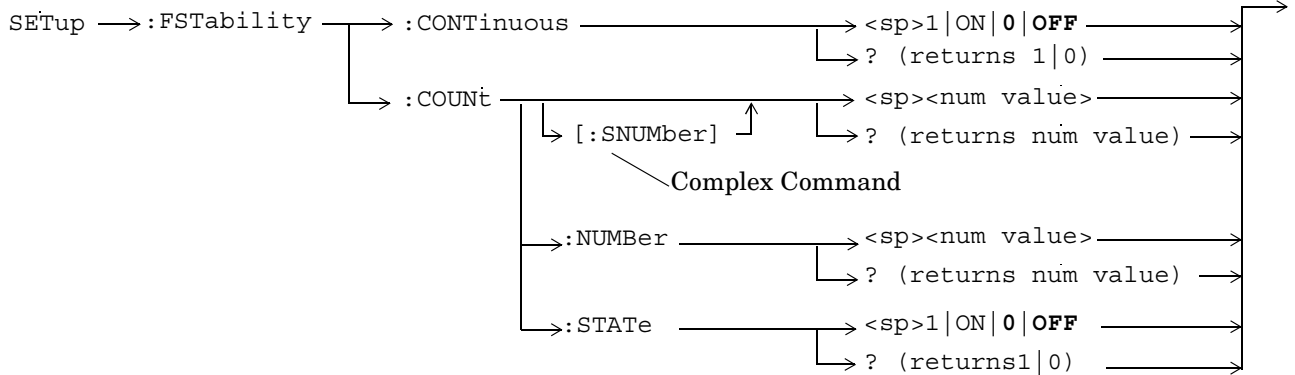 SETup :FSTability :CONTinuous <sp>1|ON|0|OFF
? (returns 1|0)
:COUNt <sp><num value>
[:SNUMber] ? (returns num value)
Complex Command
:NUMBer <sp><num value>
? (returns num value)
:STATe <sp>1|ON|0|OFF
? (returns1|0)